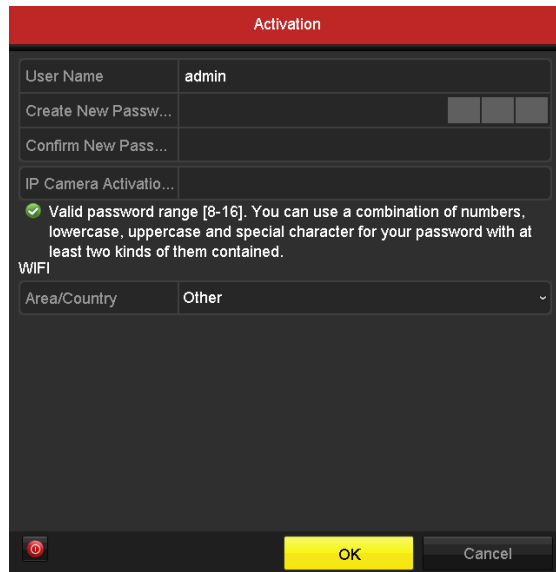 Activation
User Name admin
Create New Passw...
Confirm New Pass...
IP Camera Activatio...
Valid password range [8-16]. You can use a combination of numbers,
lowercase, uppercase and special character for your password with at
least two kinds of them contained.
WIFI
Area/Country Other
OK Cancel